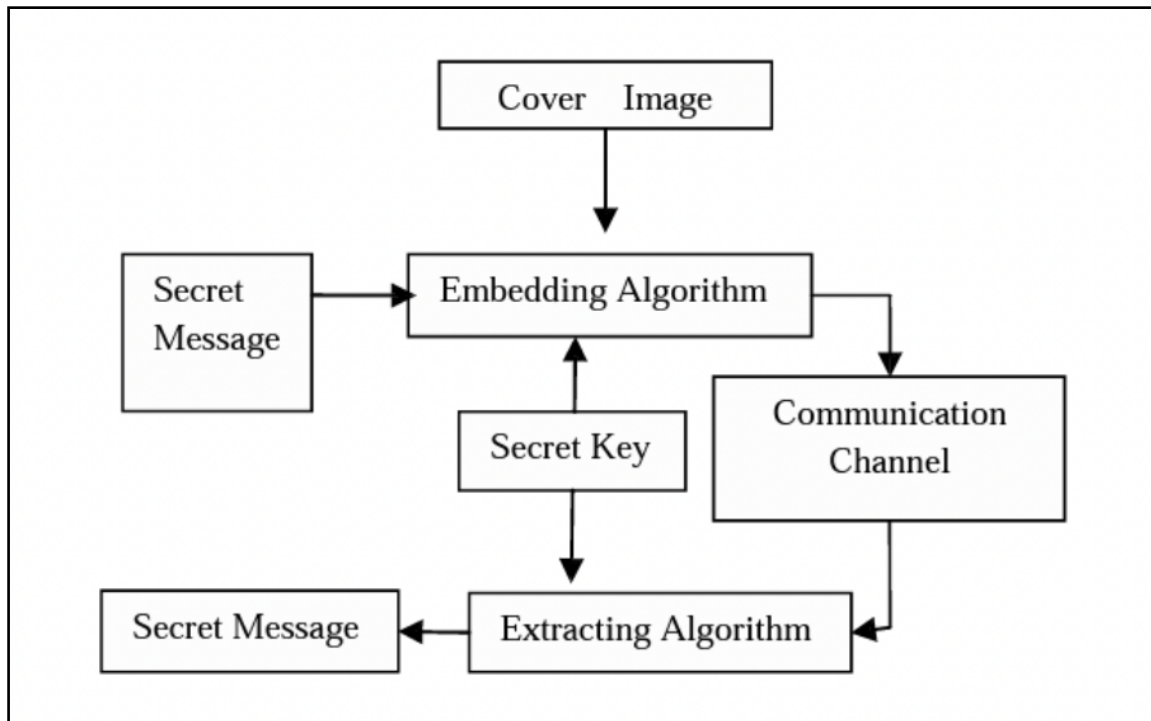 Cover Image
Secret
Message
Embedding Algorithm
Secret Key
Communication
Channel
Secret Message
Extracting Algorithm